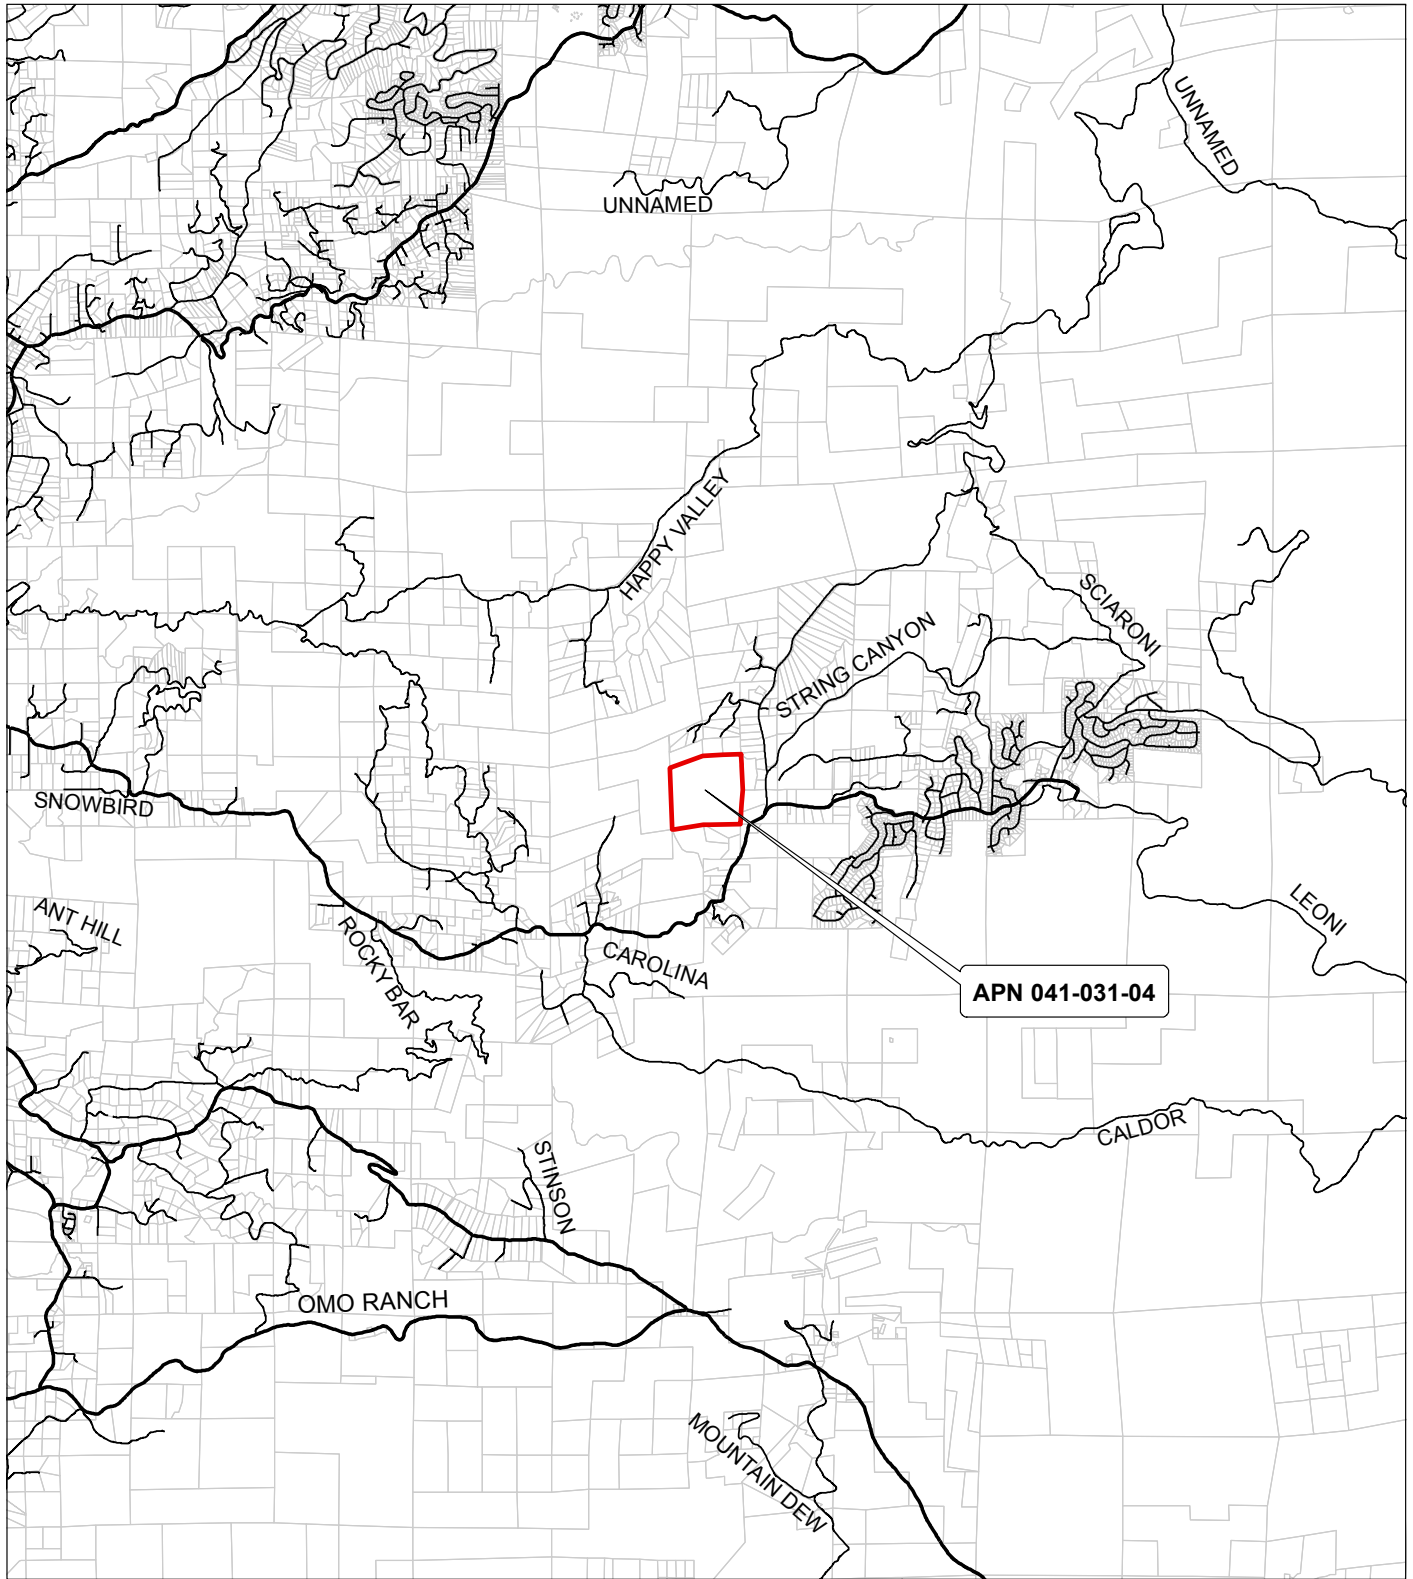 UNNAMED
UNNAMED
HAPPY VALLEY
SCIARONI
STRING CANYON
SNOWBIRD
LEONI
ANT HILL
ROCKY BAR
CAROLINA
APN 041-031-04
CALDOR
STINSON
OMO RANCH
MOUNTAIN DEW